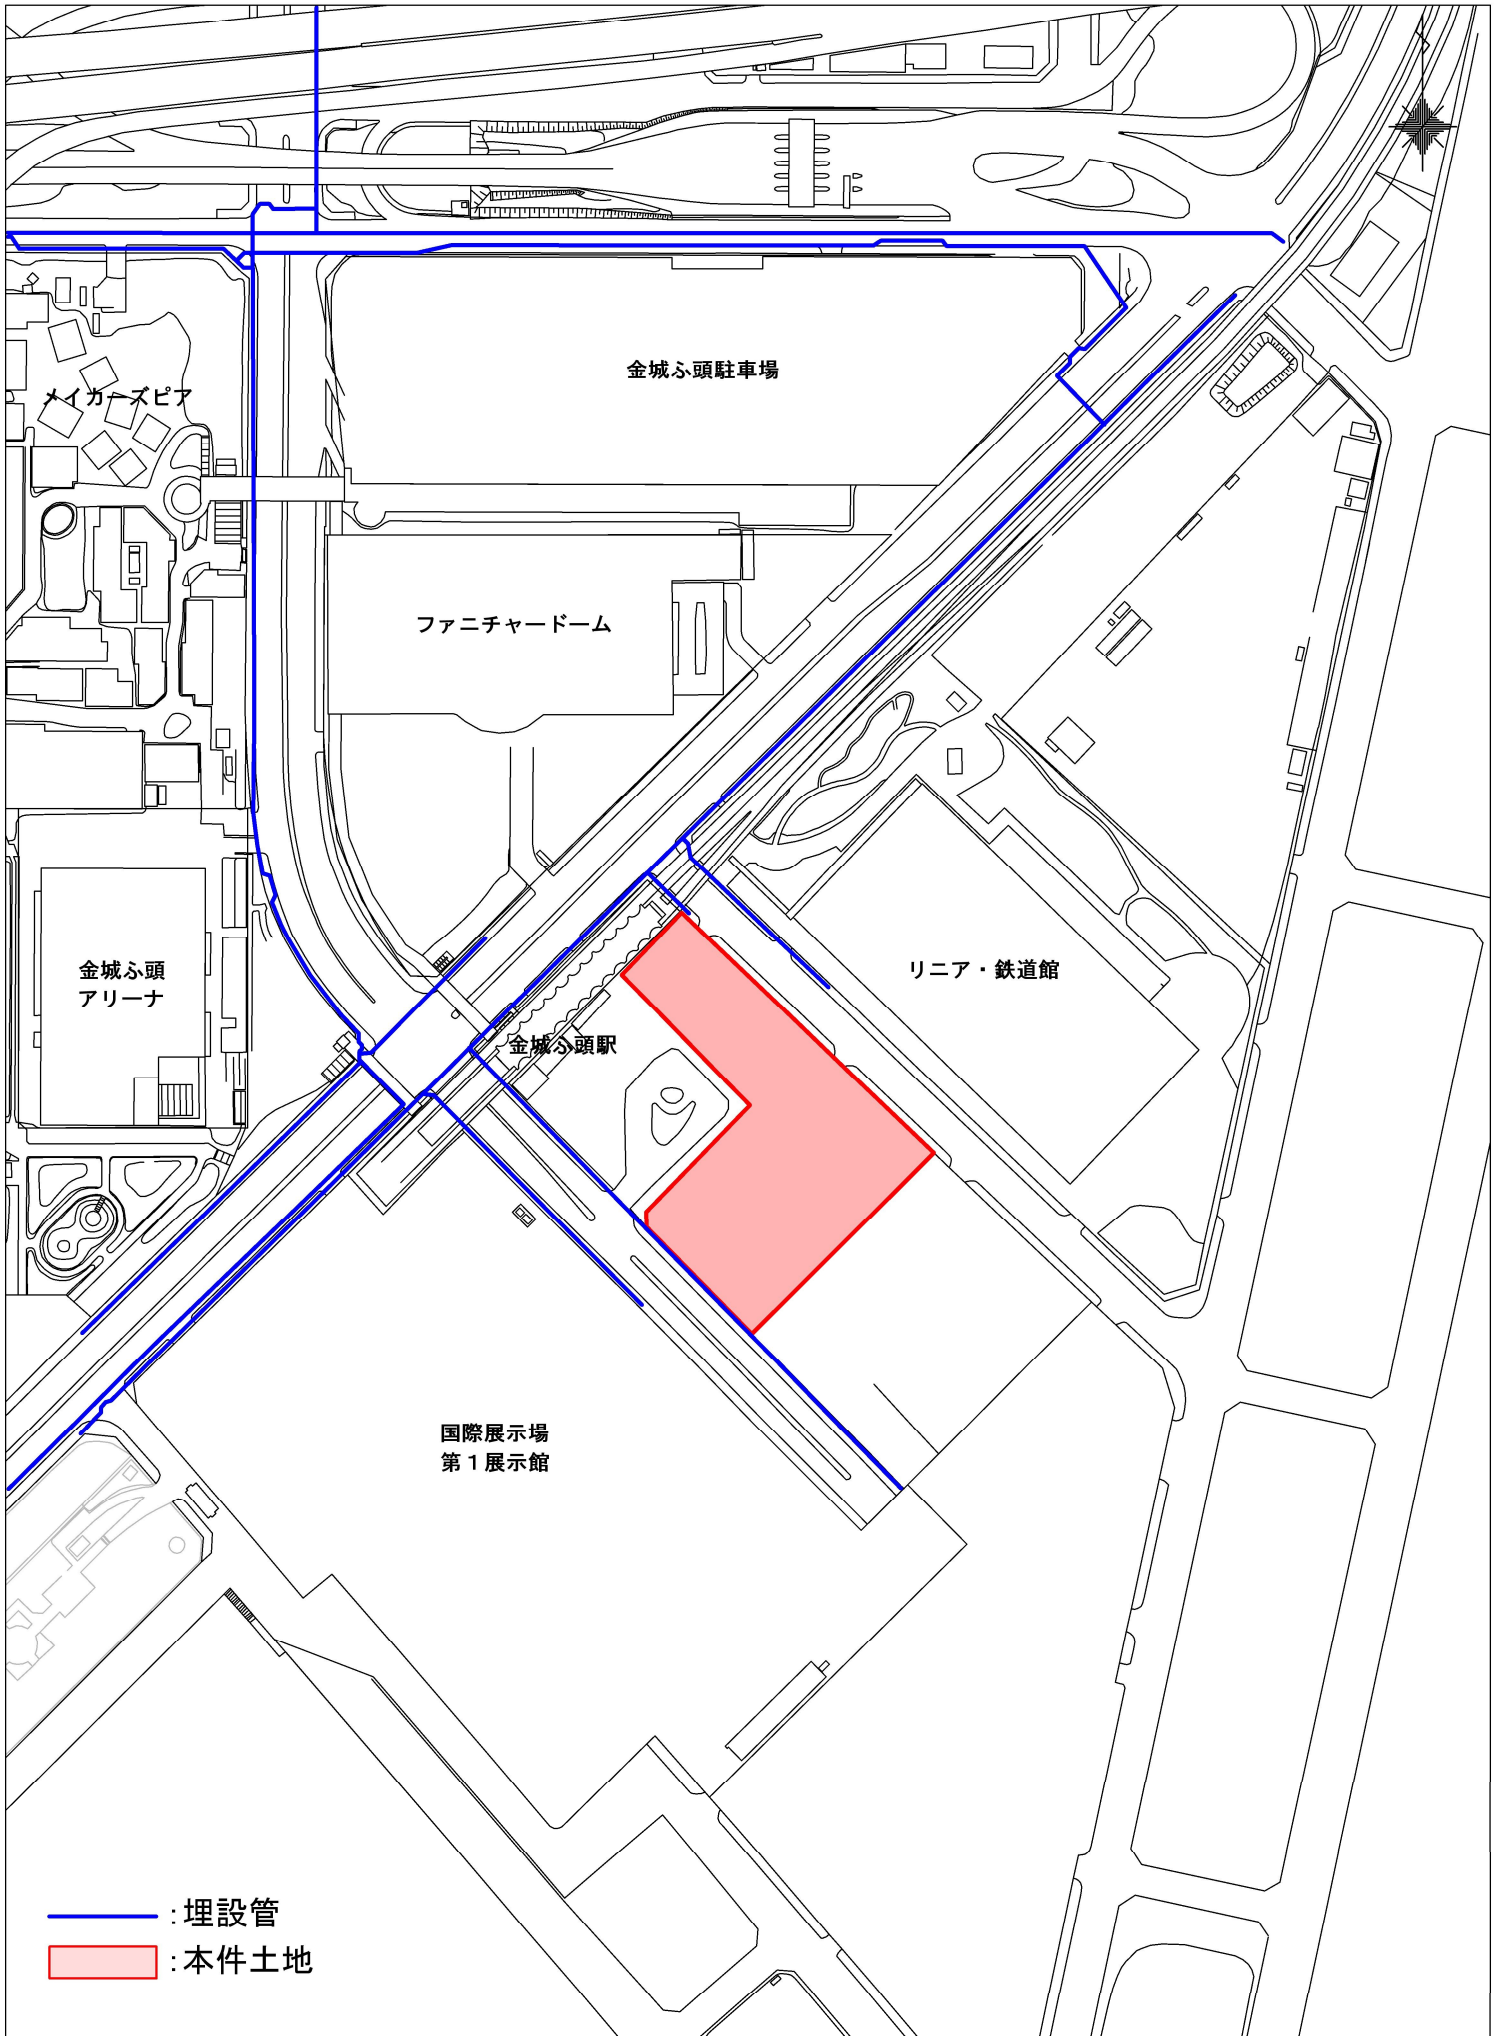 金城ふ頭駐車場
メイカーズピア
ファニチャードーム
金城ふ頭
アリーナ
リニア・鉄道館
金城ふ頭駅
国際展示場
第１展示館
:埋設管
:本件土地